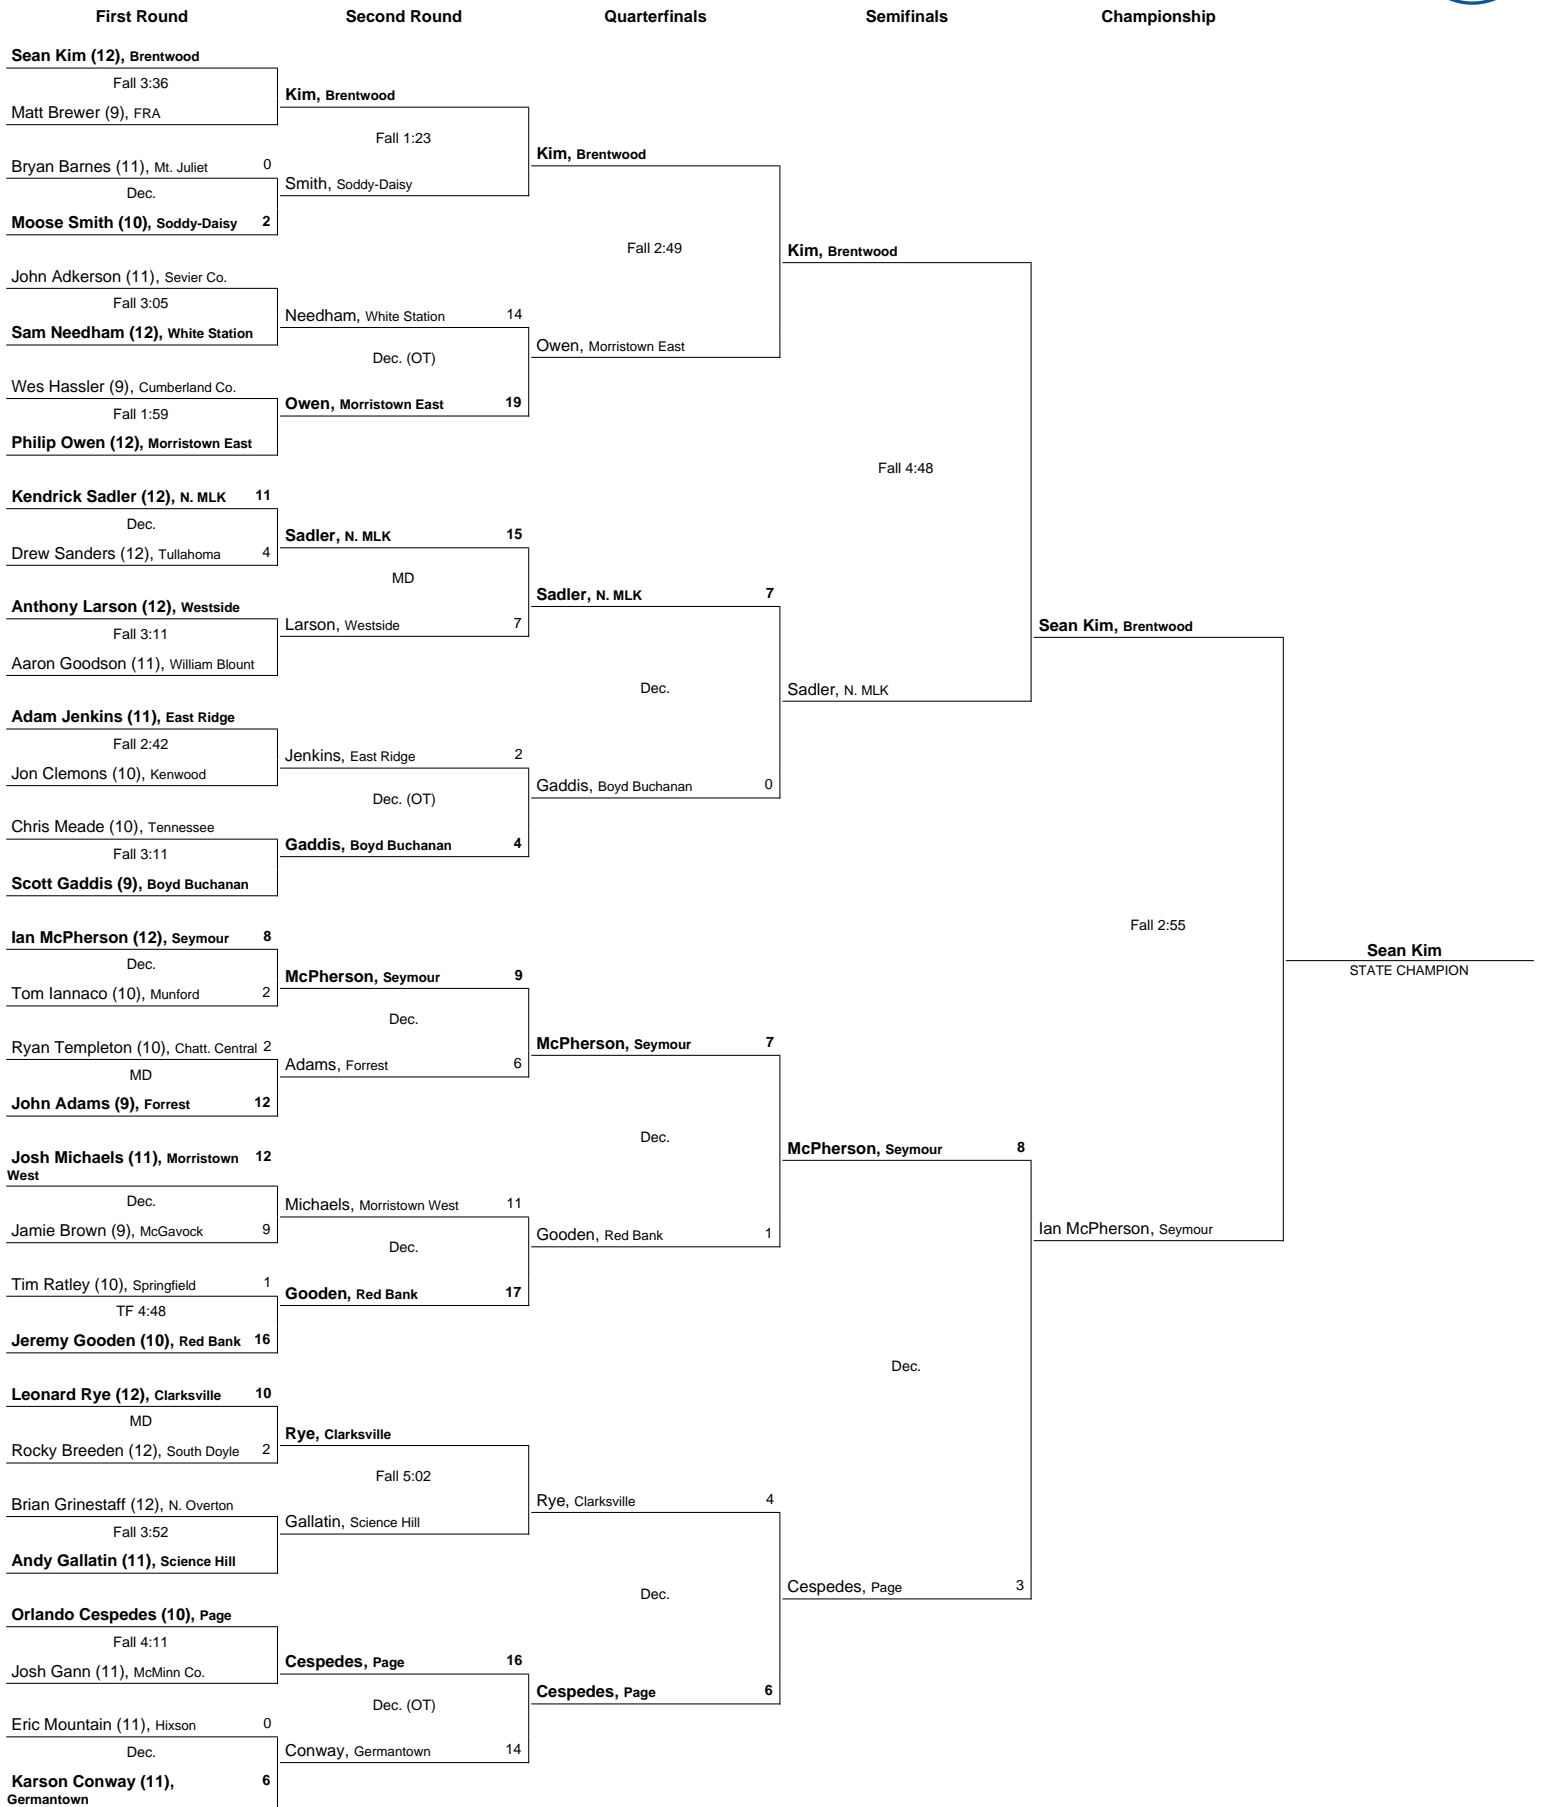 First Round Second Round Quarterfinals Semifinals Championship
Sean Kim (12), Brentwood
Fall 3:36
Matt Brewer (9), FRA
Bryan Barnes (11), Mt. Juliet 0
Dec.
Moose Smith (10), Soddy-Daisy 2
John Adkerson (11), Sevier Co.
Fall 3:05
Sam Needham (12), White Station
Wes Hassler (9), Cumberland Co.
Fall 1:59
Philip Owen (12), Morristown East
Kendrick Sadler (12), N. MLK 11
Dec.
Drew Sanders (12), Tullahoma 4
Anthony Larson (12), Westside
Fall 3:11
Aaron Goodson (11), William Blount
Adam Jenkins (11), East Ridge
Fall 2:42
Jon Clemons (10), Kenwood
Chris Meade (10), Tennessee
Fall 3:11
Scott Gaddis (9), Boyd Buchanan
Ian McPherson (12), Seymour 8
Dec.
Tom Iannaco (10), Munford 2
Ryan Templeton (10), Chatt. Central 2
MD
John Adams (9), Forrest 12
Josh Michaels (11), Morristown 12
West
Dec.
Jamie Brown (9), McGavock 9
Tim Ratley (10), Springfield 1
TF 4:48
Jeremy Gooden (10), Red Bank 16
Leonard Rye (12), Clarksville 10
MD
Rocky Breeden (12), South Doyle 2
Brian Grinestaff (12), N. Overton
Fall 3:52
Andy Gallatin (11), Science Hill
Orlando Cespedes (10), Page
Fall 4:11
Josh Gann (11), McMinn Co.
Eric Mountain (11), Hixson 0
Dec.
Karson Conway (11), 6
Germantown
Kim, Brentwood
Fall 1:23
Smith, Soddy-Daisy
Needham, White Station 14
Dec. (OT)
Owen, Morristown East 19
Sadler, N. MLK 15
MD
Larson, Westside 7
Jenkins, East Ridge 2
Dec. (OT)
Gaddis, Boyd Buchanan 4
McPherson, Seymour 9
Dec.
Adams, Forrest 6
Michaels, Morristown West 11
Dec.
Gooden, Red Bank 17
Rye, Clarksville
Fall 5:02
Gallatin, Science Hill
Cespedes, Page 16
Dec. (OT)
Conway, Germantown 14
Kim, Brentwood
Fall 2:49
Owen, Morristown East
Sadler, N. MLK 7
Dec.
Gaddis, Boyd Buchanan 0
McPherson, Seymour 7
Dec.
Gooden, Red Bank 1
Rye, Clarksville 4
Dec.
Cespedes, Page 6
Kim, Brentwood
Fall 4:48
Sadler, N. MLK
McPherson, Seymour 8
Dec.
Cespedes, Page 3
Sean Kim, Brentwood
Fall 2:55
Ian McPherson, Seymour
Sean Kim
STATE CHAMPION